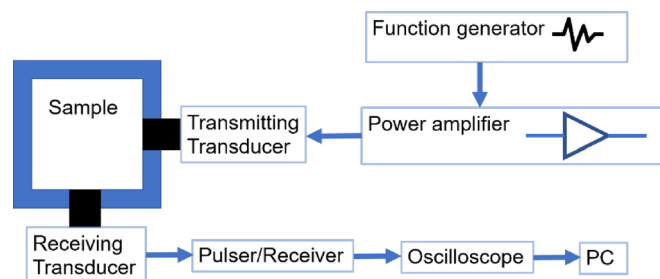 Function generator
Sample
Transmitting
Transducer
Power amplifier
Receiving
Transducer
Pulser/Receiver
Oscilloscope
PC